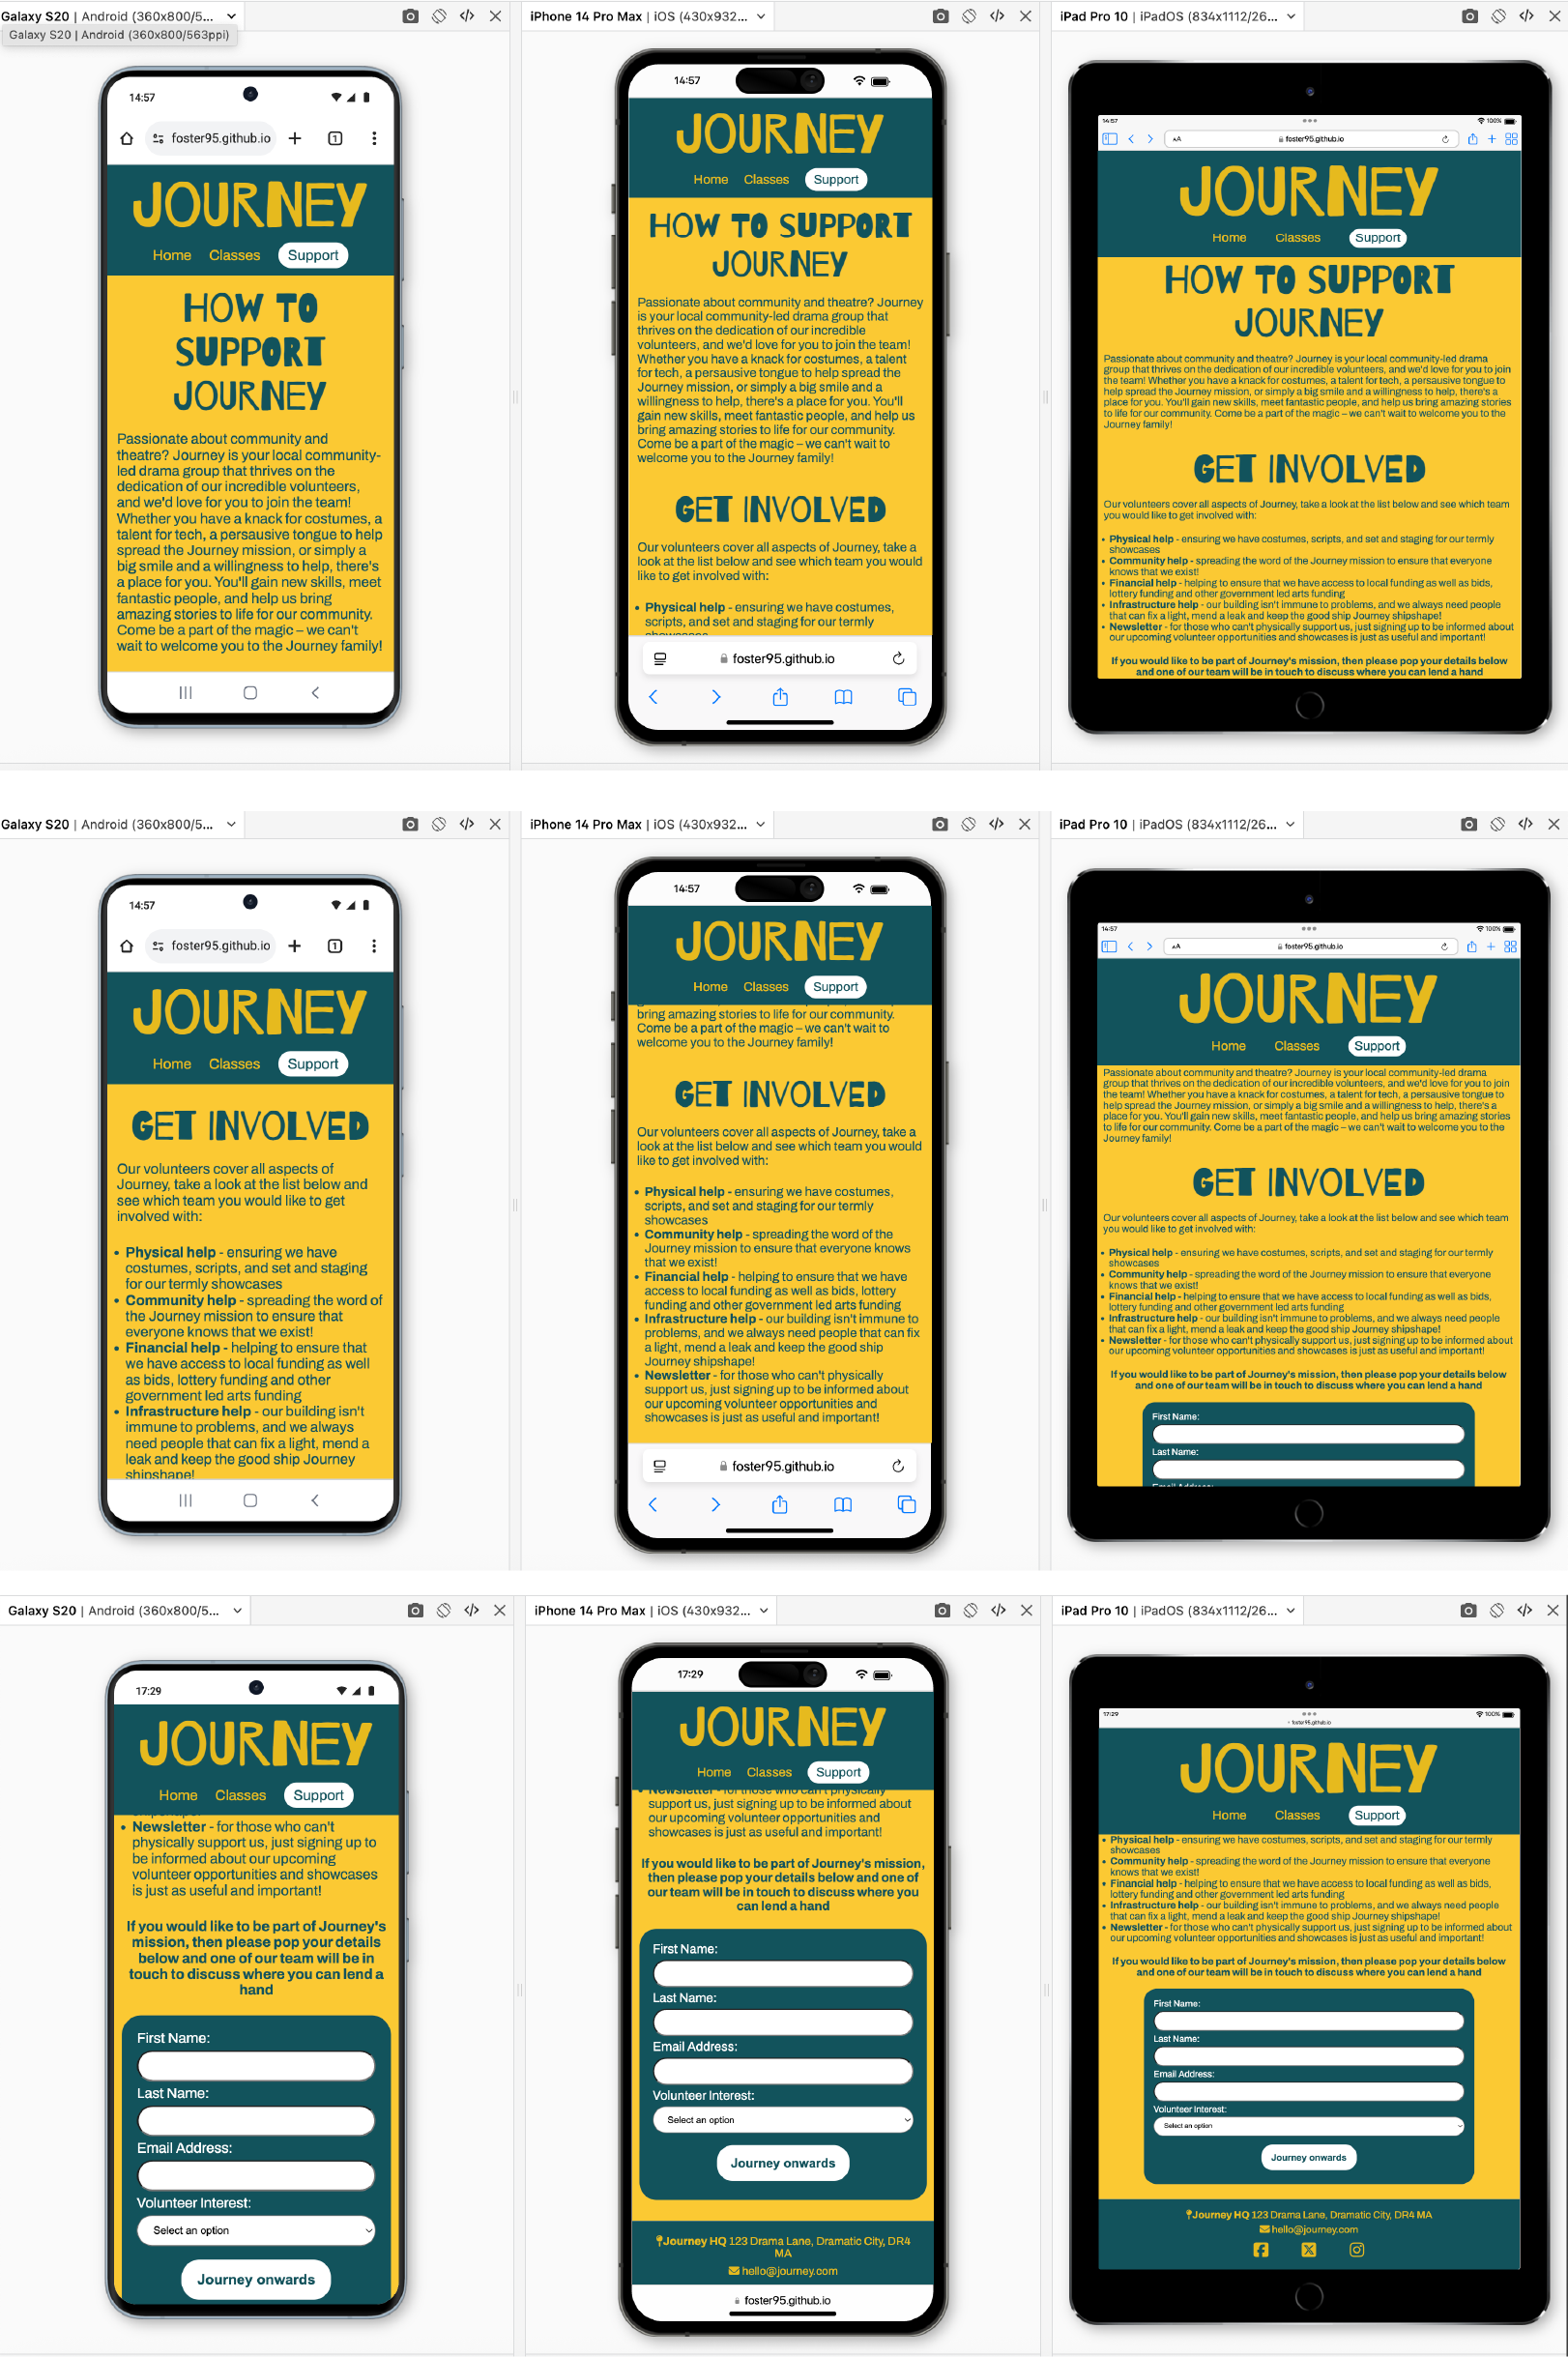 Galaxy S20 | Android (360x800/5...
Galaxy S20 | Android (360x800/563ppi)
14:57
foster95.github.io
1
JOURNEY
Home Classes Support
HOW TO
SUPPORT
JOURNEY
Passionate about community and
theatre? Journey is your local community-
led drama group that thrives on the
dedication of our incredible volunteers,
and we'd love for you to join the team!
Whether you have a knack for costumes, a
talent for tech, a persausive tongue to help
spread the Journey mission, or simply a
big smile and a willingness to help, there's
a place for you. You'll gain new skills, meet
fantastic people, and help us bring
amazing stories to life for our community.
Come be a part of the magic – we can't
wait to welcome you to the Journey family!
iPhone 14 Pro Max | iOS (430x932...
14:57
JOURNEY
Home Classes Support
HOW TO SUPPORT
JOURNEY
Passionate about community and theatre? Journey
is your local community-led drama group that
thrives on the dedication of our incredible
volunteers, and we'd love for you to join the team!
Whether you have a knack for costumes, a talent
for tech, a persausive tongue to help spread the
Journey mission, or simply a big smile and a
willingness to help, there's a place for you. You'll
gain new skills, meet fantastic people, and help us
bring amazing stories to life for our community.
Come be a part of the magic – we can't wait to
welcome you to the Journey family!
GET INVOLVED
Our volunteers cover all aspects of Journey, take a
look at the list below and see which team you would
like to get involved with:
• Physical help - ensuring we have costumes,
scripts, and set and staging for our termly
showcases
foster95.github.io
iPad Pro 10 | iPadOS (834x1112/26...
14:57
100%
AA
foster95.github.io
JOURNEY
Home Classes Support
HOW TO SUPPORT
JOURNEY
Passionate about community and theatre? Journey is your local community-led drama
group that thrives on the dedication of our incredible volunteers, and we'd love for you to join
the team! Whether you have a knack for costumes, a talent for tech, a persausive tongue to
help spread the Journey mission, or simply a big smile and a willingness to help, there's a
place for you. You'll gain new skills, meet fantastic people, and help us bring amazing stories
to life for our community. Come be a part of the magic – we can't wait to welcome you to the
Journey family!
GET INVOLVED
Our volunteers cover all aspects of Journey, take a look at the list below and see which team
you would like to get involved with:
• Physical help - ensuring we have costumes, scripts, and set and staging for our termly
showcases
• Community help - spreading the word of the Journey mission to ensure that everyone
knows that we exist!
• Financial help - helping to ensure that we have access to local funding as well as bids,
lottery funding and other government led arts funding
• Infrastructure help - our building isn't immune to problems, and we always need people
that can fix a light, mend a leak and keep the good ship Journey shipshape!
• Newsletter - for those who can't physically support us, just signing up to be informed about
our upcoming volunteer opportunities and showcases is just as useful and important!
If you would like to be part of Journey's mission, then please pop your details below
and one of our team will be in touch to discuss where you can lend a hand
Galaxy S20 | Android (360x800/5...
14:57
foster95.github.io
1
JOURNEY
Home Classes Support
GET INVOLVED
Our volunteers cover all aspects of
Journey, take a look at the list below and
see which team you would like to get
involved with:
• Physical help - ensuring we have
costumes, scripts, and set and staging
for our termly showcases
• Community help - spreading the word of
the Journey mission to ensure that
everyone knows that we exist!
• Financial help - helping to ensure that
we have access to local funding as well
as bids, lottery funding and other
government led arts funding
• Infrastructure help - our building isn't
immune to problems, and we always
need people that can fix a light, mend a
leak and keep the good ship Journey
shipshape!
iPhone 14 Pro Max | iOS (430x932...
14:57
JOURNEY
Home Classes Support
bring amazing stories to life for our community.
Come be a part of the magic – we can't wait to
welcome you to the Journey family!
GET INVOLVED
Our volunteers cover all aspects of Journey, take a
look at the list below and see which team you would
like to get involved with:
• Physical help - ensuring we have costumes,
scripts, and set and staging for our termly
showcases
• Community help - spreading the word of the
Journey mission to ensure that everyone knows
that we exist!
• Financial help - helping to ensure that we have
access to local funding as well as bids, lottery
funding and other government led arts funding
• Infrastructure help - our building isn't immune to
problems, and we always need people that can fix
a light, mend a leak and keep the good ship
Journey shipshape!
• Newsletter - for those who can't physically
support us, just signing up to be informed about
our upcoming volunteer opportunities and
showcases is just as useful and important!
foster95.github.io
iPad Pro 10 | iPadOS (834x1112/26...
14:57
100%
AA
foster95.github.io
JOURNEY
Home Classes Support
Passionate about community and theatre? Journey is your local community-led drama
group that thrives on the dedication of our incredible volunteers, and we'd love for you to join
the team! Whether you have a knack for costumes, a talent for tech, a persausive tongue to
help spread the Journey mission, or simply a big smile and a willingness to help, there's a
place for you. You'll gain new skills, meet fantastic people, and help us bring amazing stories
to life for our community. Come be a part of the magic – we can't wait to welcome you to the
Journey family!
GET INVOLVED
Our volunteers cover all aspects of Journey, take a look at the list below and see which team
you would like to get involved with:
• Physical help - ensuring we have costumes, scripts, and set and staging for our termly
showcases
• Community help - spreading the word of the Journey mission to ensure that everyone
knows that we exist!
• Financial help - helping to ensure that we have access to local funding as well as bids,
lottery funding and other government led arts funding
• Infrastructure help - our building isn't immune to problems, and we always need people
that can fix a light, mend a leak and keep the good ship Journey shipshape!
• Newsletter - for those who can't physically support us, just signing up to be informed about
our upcoming volunteer opportunities and showcases is just as useful and important!
If you would like to be part of Journey's mission, then please pop your details below
and one of our team will be in touch to discuss where you can lend a hand
First Name:
Last Name:
Email Address:
Galaxy S20 | Android (360x800/5...
17:29
JOURNEY
Home Classes Support
shipshape!
• Newsletter - for those who can't
physically support us, just signing up to
be informed about our upcoming
volunteer opportunities and showcases
is just as useful and important!
If you would like to be part of Journey's
mission, then please pop your details
below and one of our team will be in
touch to discuss where you can lend a
hand
First Name:
Last Name:
Email Address:
Volunteer Interest:
Select an option
Journey onwards
iPhone 14 Pro Max | iOS (430x932...
17:29
JOURNEY
Home Classes Support
• Newsletter - for those who can't physically
support us, just signing up to be informed about
our upcoming volunteer opportunities and
showcases is just as useful and important!
If you would like to be part of Journey's mission,
then please pop your details below and one of
our team will be in touch to discuss where you
can lend a hand
First Name:
Last Name:
Email Address:
Volunteer Interest:
Select an option
Journey onwards
Journey HQ 123 Drama Lane, Dramatic City, DR4
MA
hello@journey.com
foster95.github.io
iPad Pro 10 | iPadOS (834x1112/26...
17:29
100%
foster95.github.io
JOURNEY
Home Classes Support
• Physical help - ensuring we have costumes, scripts, and set and staging for our termly
showcases
• Community help - spreading the word of the Journey mission to ensure that everyone
knows that we exist!
• Financial help - helping to ensure that we have access to local funding as well as bids,
lottery funding and other government led arts funding
• Infrastructure help - our building isn't immune to problems, and we always need people
that can fix a light, mend a leak and keep the good ship Journey shipshape!
• Newsletter - for those who can't physically support us, just signing up to be informed about
our upcoming volunteer opportunities and showcases is just as useful and important!
If you would like to be part of Journey's mission, then please pop your details below
and one of our team will be in touch to discuss where you can lend a hand
First Name:
Last Name:
Email Address:
Volunteer Interest:
Select an option
Journey onwards
Journey HQ 123 Drama Lane, Dramatic City, DR4 MA
hello@journey.com